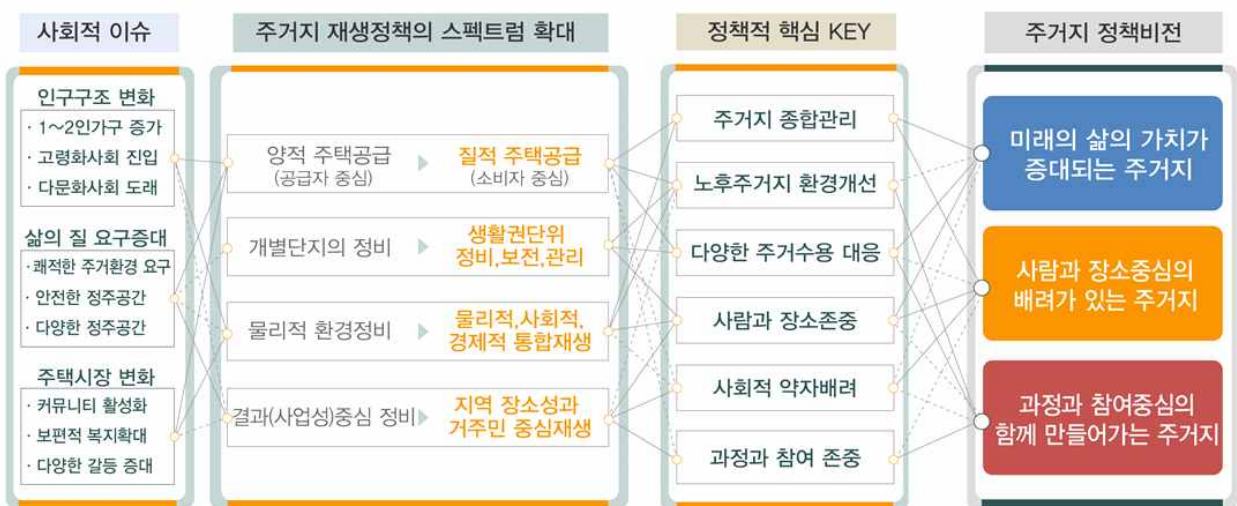 사회적 이슈
인구구조 변화
· 1～2인가구 증가
· 고령화사회 진입
· 다문화사회 도래
삶의 질 요구증대
· 쾌적한 주거환경 요구
· 안전한 정주공간
· 다양한 정주공간
주택시장 변화
· 커뮤니티 활성화
· 보편적 복지확대
· 다양한 갈등 증대
주거지 재생정책의 스펙트럼 확대
양적 주택공급
(공급자 중심)
질적 주택공급
(소비자 중심)
개별단지의 정비
생활권단위
정비,보전,관리
물리적 환경정비
물리적,사회적,
경제적 통합재생
결과(사업성)중심 정비
지역 장소성과
거주민 중심재생
정책적 핵심 KEY
주거지 종합관리
노후주거지 환경개선
다양한 주거수용 대응
사람과 장소존중
사회적 약자배려
과정과 참여 존중
주거지 정책비전
미래의 삶의 가치가
증대되는 주거지
사람과 장소중심의
배려가 있는 주거지
과정과 참여중심의
함께 만들어가는 주거지